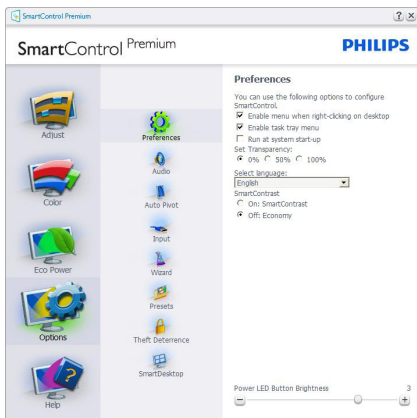 SmartControl Premium
SmartControl Premium
PHILIPS
Adjust
Color
Eco Power
Options
Help
Preferences
Audio
Auto Pivot
Input
Wizard
Presets
Theft Deterrence
SmartDesktop
Preferences
You can use the following options to configure
SmartControl.
Enable menu when right-clicking on desktop
Enable task tray menu
Run at system start-up
Set Transparency:
0% 50% 100%
Select language:
English
SmartContrast
On: SmartContrast
Off: Economy
Power LED Button Brightness 3